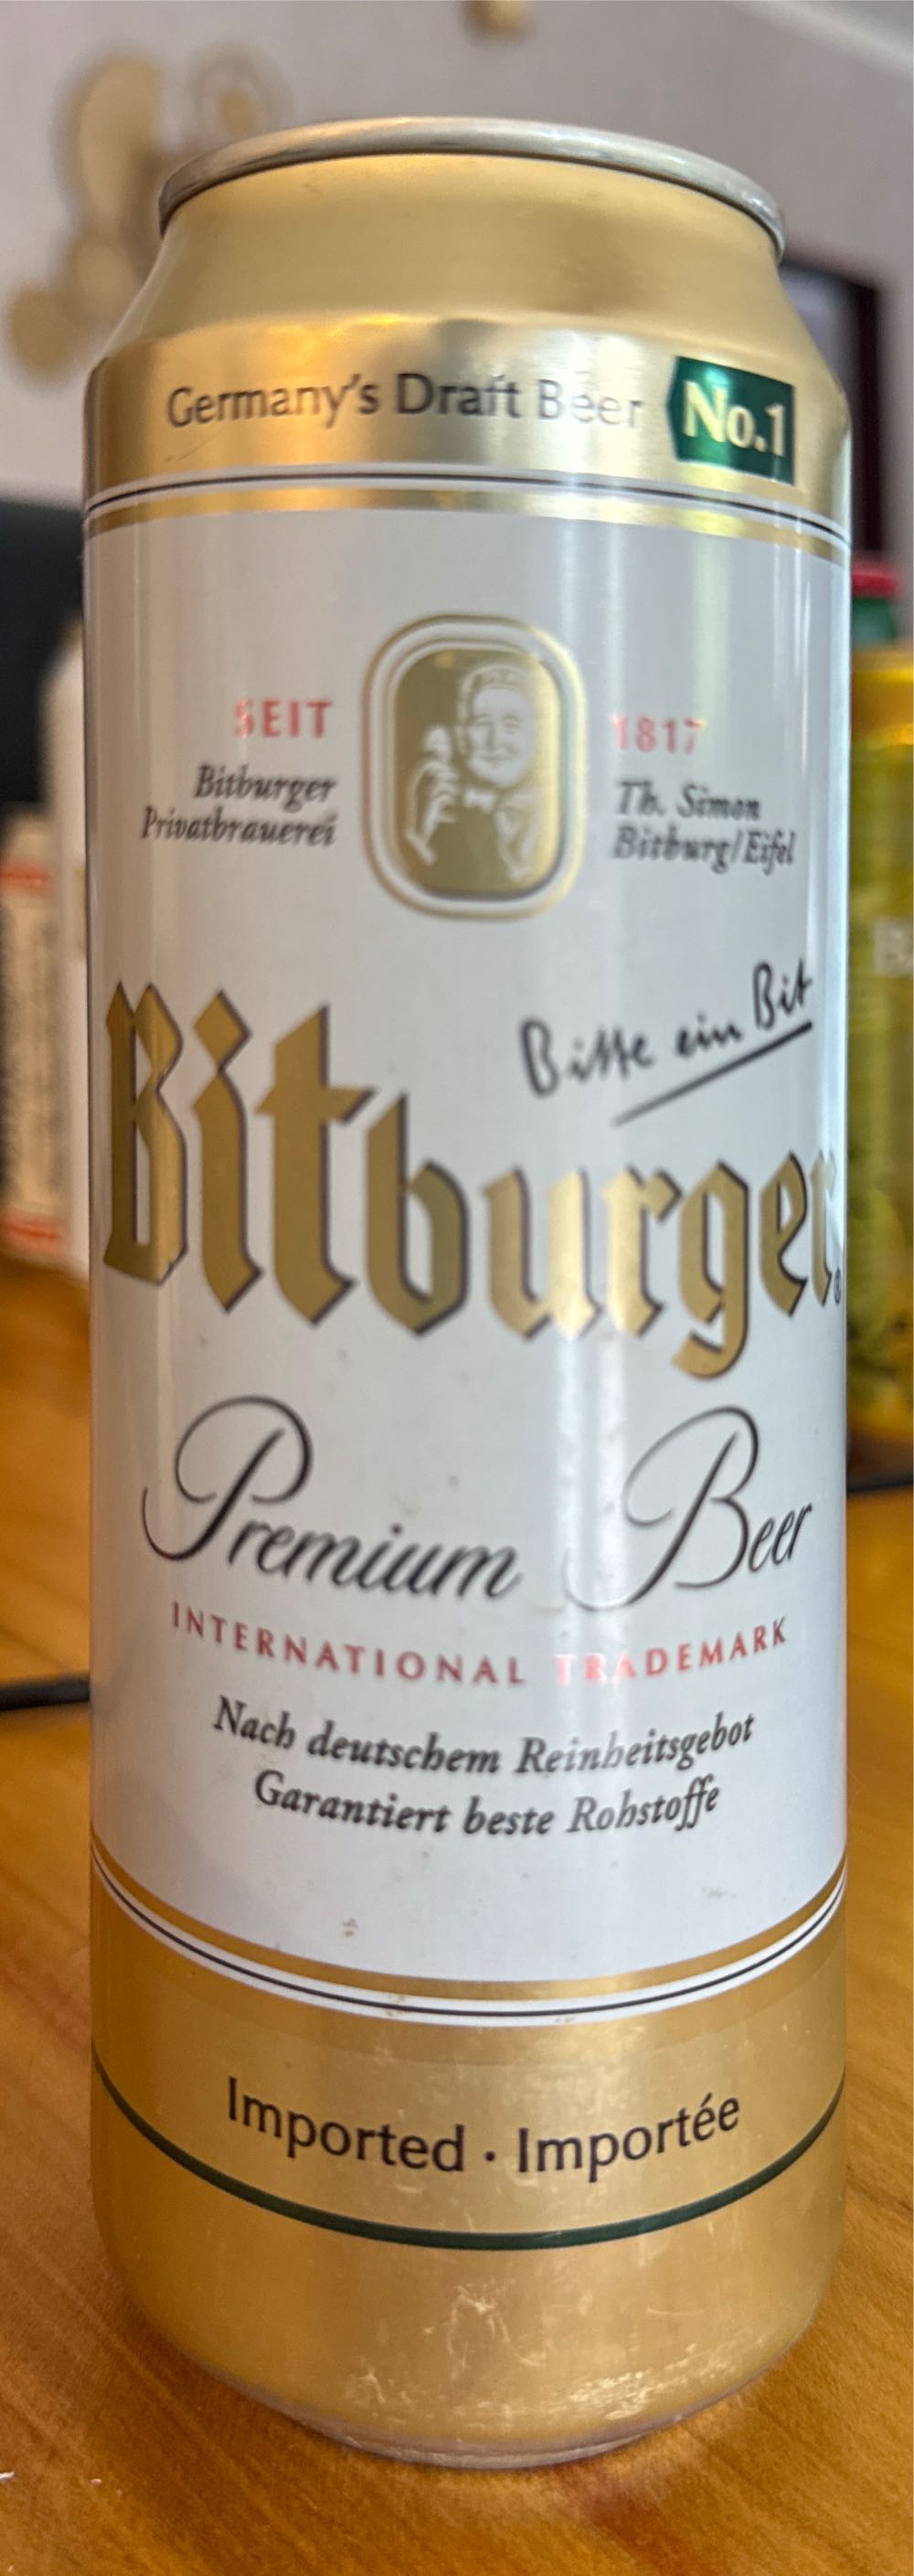 Germany's Draft Beer No.1
SEIT 1817
Bitburger
Privatbrauerei
Th. Simon
Bitburg/Eifel
Bitte ein Bit
Bitburger®
Premium Beer
INTERNATIONAL TRADEMARK
Nach deutschem Reinheitsgebot
Garantiert beste Rohstoffe
Imported · Importée